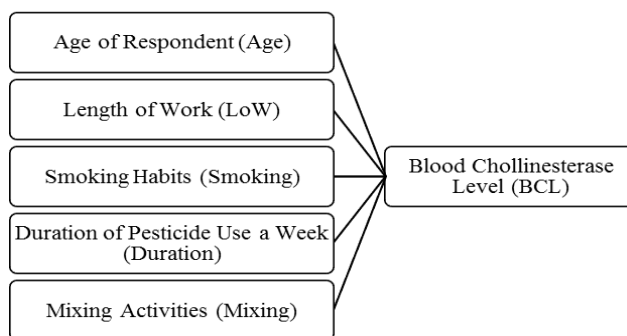 Age of Respondent (Age)
Length of Work (LoW)
Smoking Habits (Smoking)
Duration of Pesticide Use a Week
(Duration)
Mixing Activities (Mixing)
Blood Chollinesterase
Level (BCL)